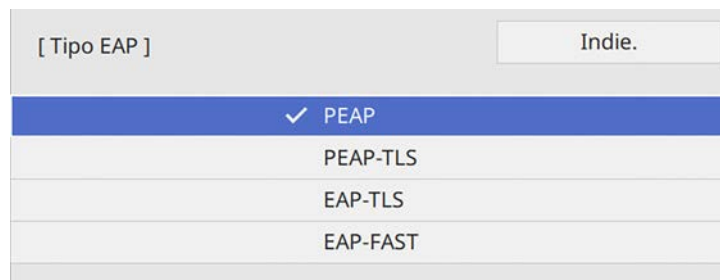 [ Tipo EAP ]
Indie.
PEAP
PEAP-TLS
EAP-TLS
EAP-FAST